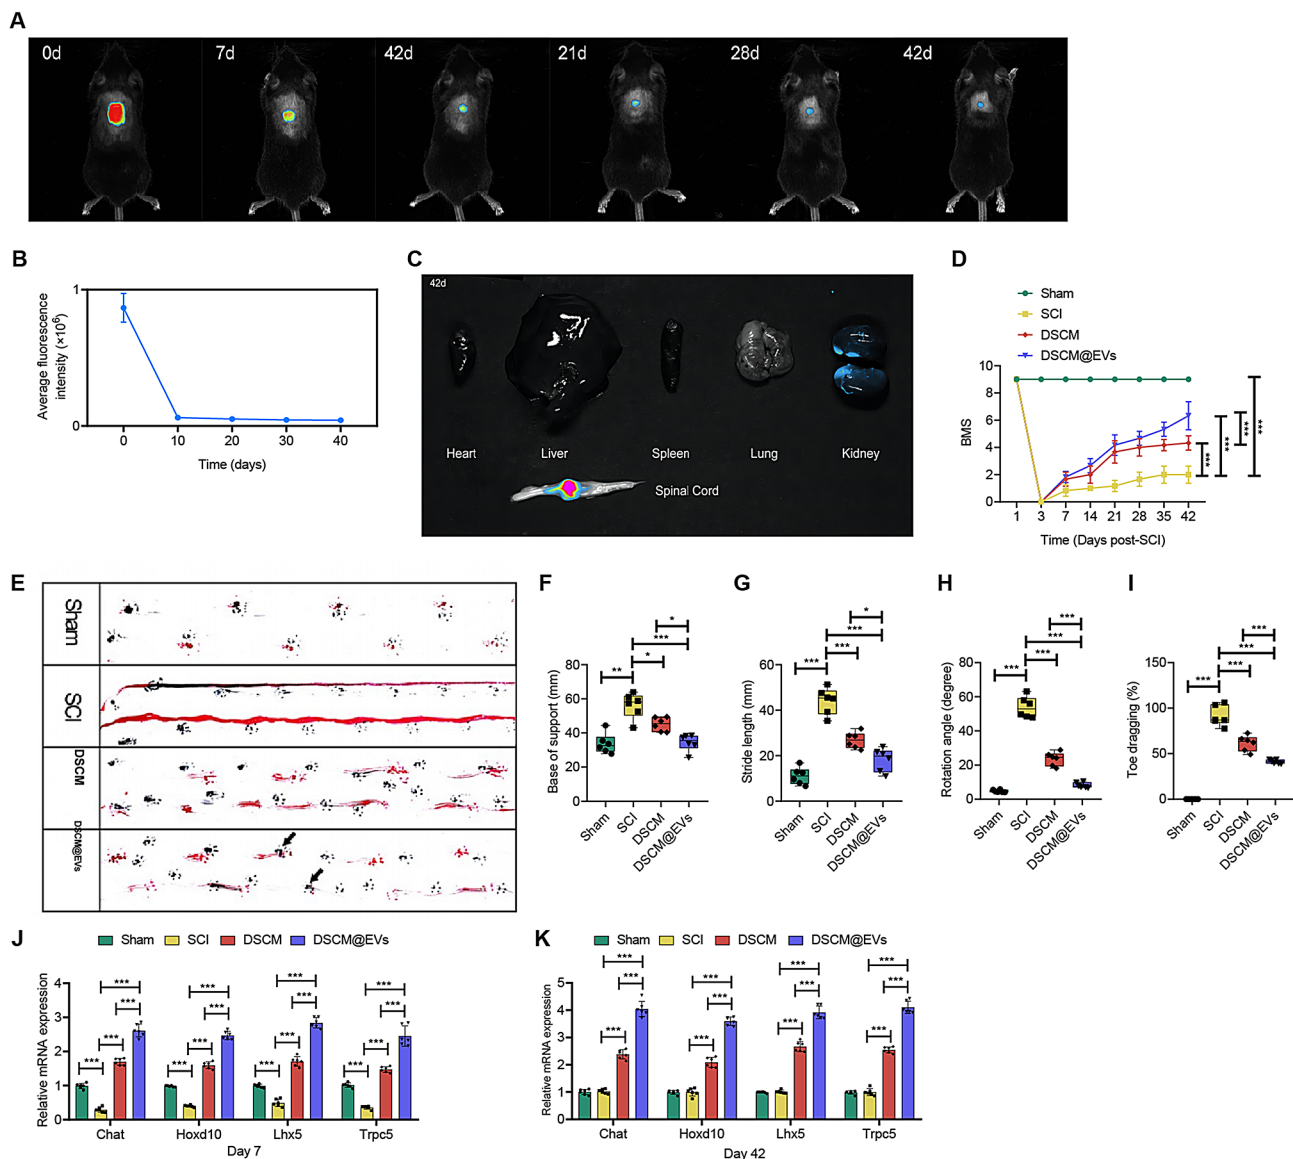 A
0d 7d 42d 21d 28d 42d
B
Average fluorescence
intensity (×10⁶)
1
0
0 10 20 30 40
Time (days)
C
42d
Heart Liver Spleen Lung Kidney
Spinal Cord
D
Sham
SCI
DSCM
DSCM@EVs
BMS
10
8
6
4
2
0
1 3 7 14 21 28 35 42
Time (Days post-SCI)
*** *** *** ***
E
Sham
SCI
DSCM
DSCM@EVs
F
*
***
** *
Base of support (mm)
80
60
40
20
0
Sham SCI DSCM DSCM@EVs
G
*
***
*** ***
Stride length (mm)
60
40
20
0
Sham SCI DSCM DSCM@EVs
H
***
***
*** ***
Rotation angle (degree)
80
60
40
20
0
Sham SCI DSCM DSCM@EVs
I
***
***
*** ***
Toe dragging (%)
150
100
50
0
Sham SCI DSCM DSCM@EVs
J
Sham SCI DSCM DSCM@EVs
Relative mRNA expression
4
3
2
1
0
*** *** *** ***
*** *** *** ***
*** *** *** ***
*** *** *** ***
Chat Hoxd10 Lhx5 Trpc5
Day 7
K
Sham SCI DSCM DSCM@EVs
Relative mRNA expression
5
4
3
2
1
0
*** *** *** ***
*** *** *** ***
*** *** *** ***
Chat Hoxd10 Lhx5 Trpc5
Day 42